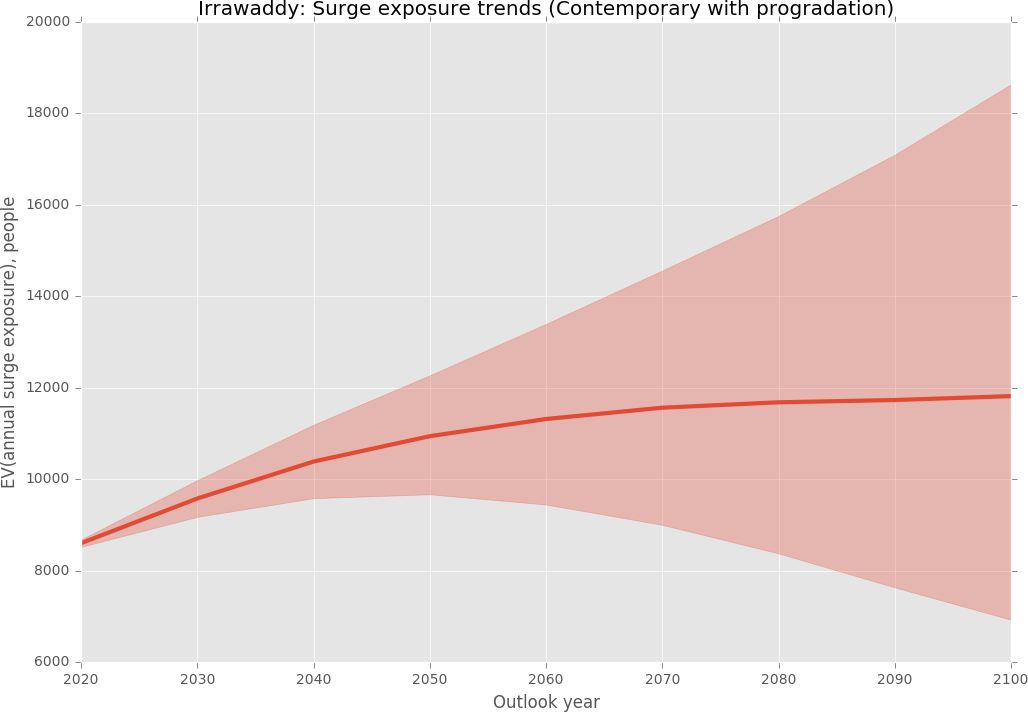 Irrawaddy: Surge exposure trends (Contemporary with progradation)
EV(annual surge exposure), people
20000
18000
16000
14000
12000
10000
8000
6000
2020 2030 2040 2050 2060 2070 2080 2090 2100
Outlook year